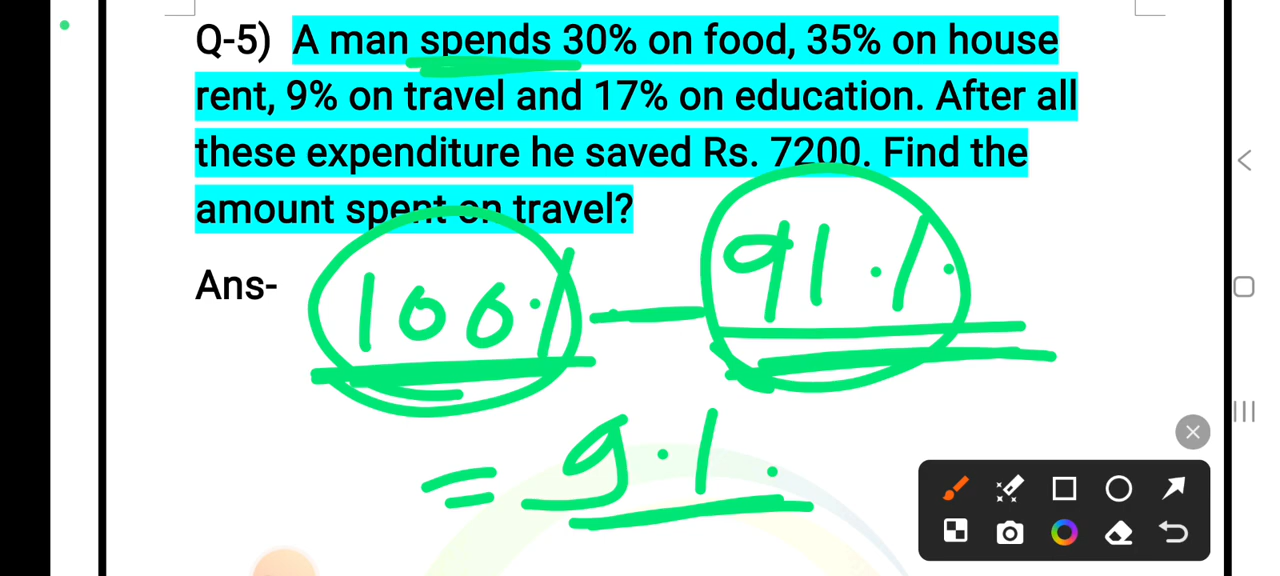 Q-5) A man spends 30% on food, 35% on house
rent, 9% on travel and 17% on education. After all
these expenditure he saved Rs. 7200. Find the
amount spent on travel?
Ans- 100% - 91%
= 9%